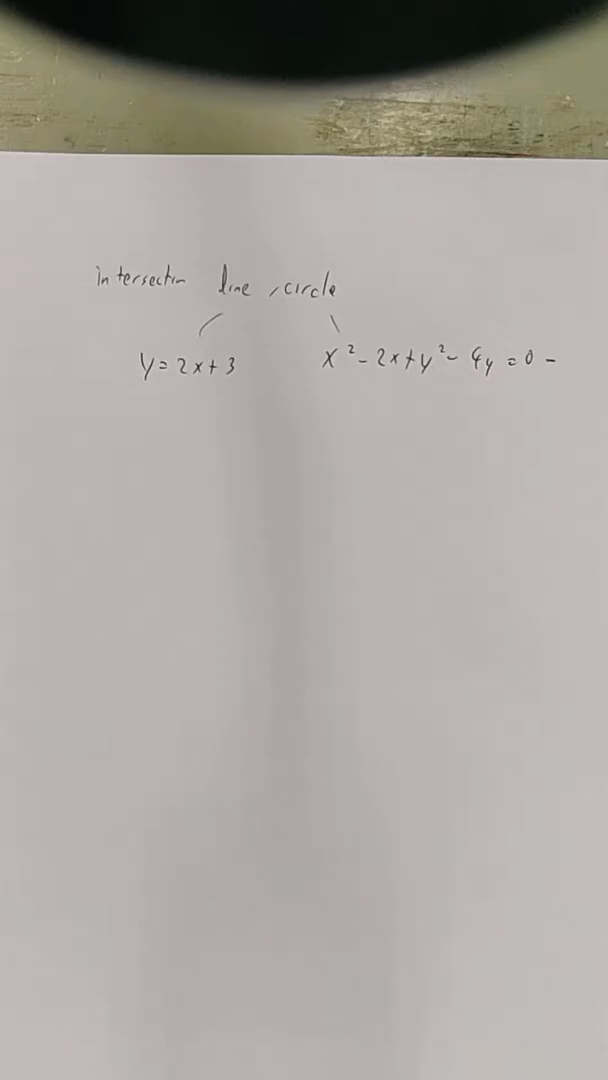 intersection line, circle
y = 2x + 3 x² - 2x + y² - 4y = 0 -